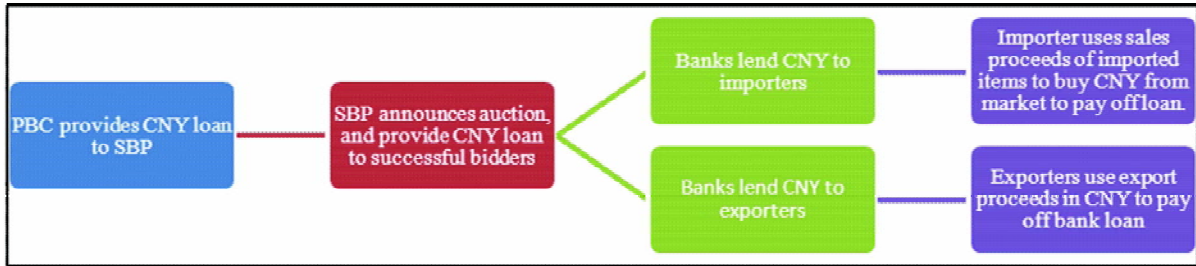 PBC provides CNY loan
to SBP
SBP announces auction,
and provide CNY loan
to successful bidders
Banks lend CNY to
importers
Importer uses sales
proceeds of imported
items to buy CNY from
market to pay off loan.
Banks lend CNY to
exporters
Exporters use export
proceeds in CNY to pay
off bank loan